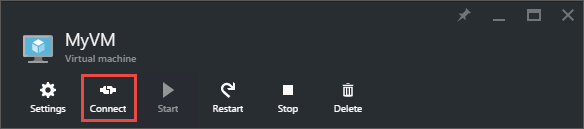 MyVM
Virtual machine
Settings Connect Start Restart Stop Delete